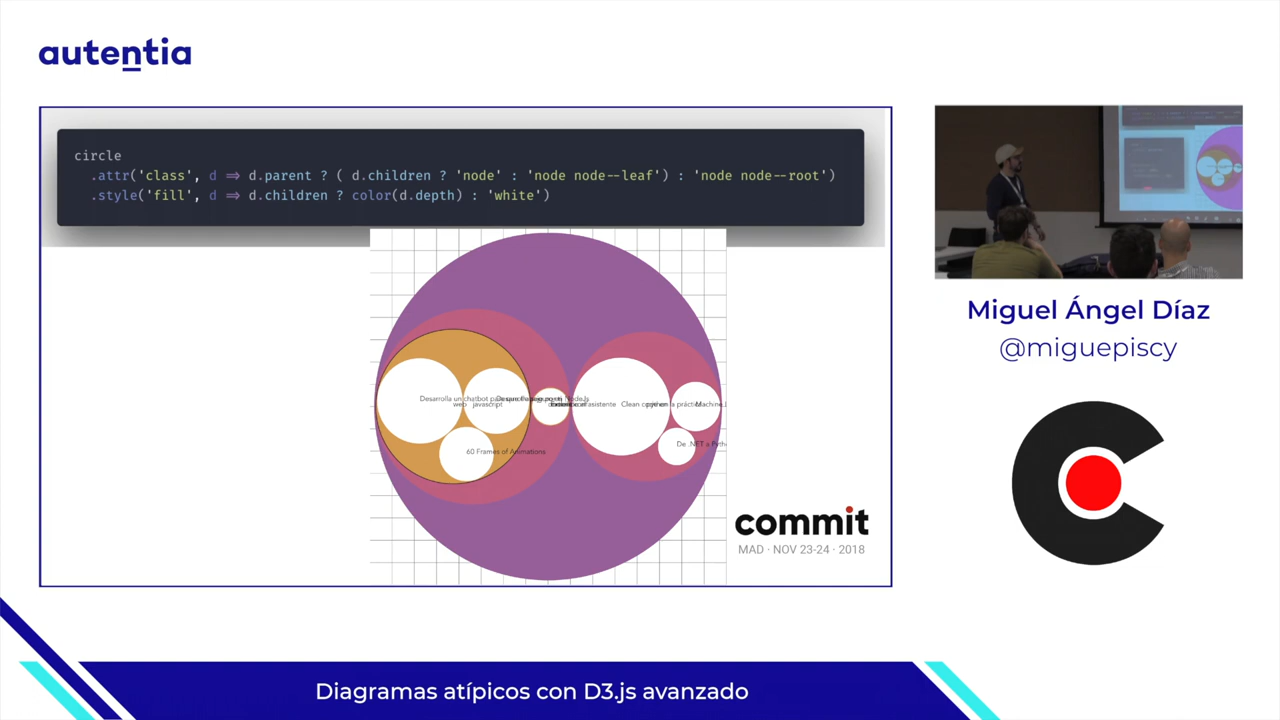 autentia
circle
.attr('class', d => d.parent ? ( d.children ? 'node' : 'node node--leaf') : 'node node--root')
.style('fill', d => d.children ? color(d.depth) : 'white')
Desarrolla un chatbot
web
javascript
asistente
Clean
a práctica
Machine
60 Frames of Animations
De .NET a Pyth
commit
MAD · NOV 23-24 · 2018
Miguel Ángel Díaz
@miguepiscy
Diagramas atípicos con D3.js avanzado